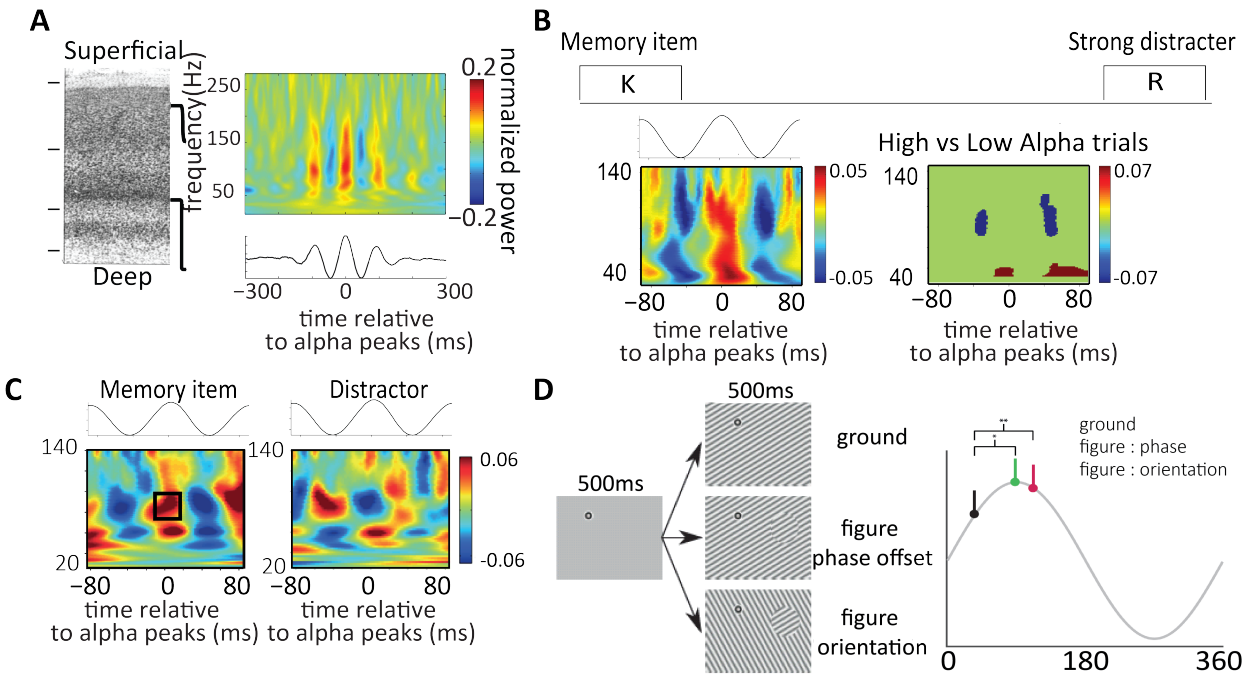 A
Superficial
Deep
frequency(Hz)
250
150
50
0.2
−0.2
normalized power
−300
0
300
time relative
to alpha peaks (ms)
B
Memory item
Strong distracter
K
R
High vs Low Alpha trials
140
40
0.05
−0.05
−80
0
80
time relative
to alpha peaks (ms)
140
40
0.07
−0.07
−80
0
80
time relative
to alpha peaks (ms)
C
Memory item
Distractor
140
20
−80
0
80
time relative
to alpha peaks (ms)
140
20
0.06
−0.06
−80
0
80
time relative
to alpha peaks (ms)
D
500ms
500ms
ground
figure
phase offset
figure
orientation
**
*
ground
figure : phase
figure : orientation
0
180
360